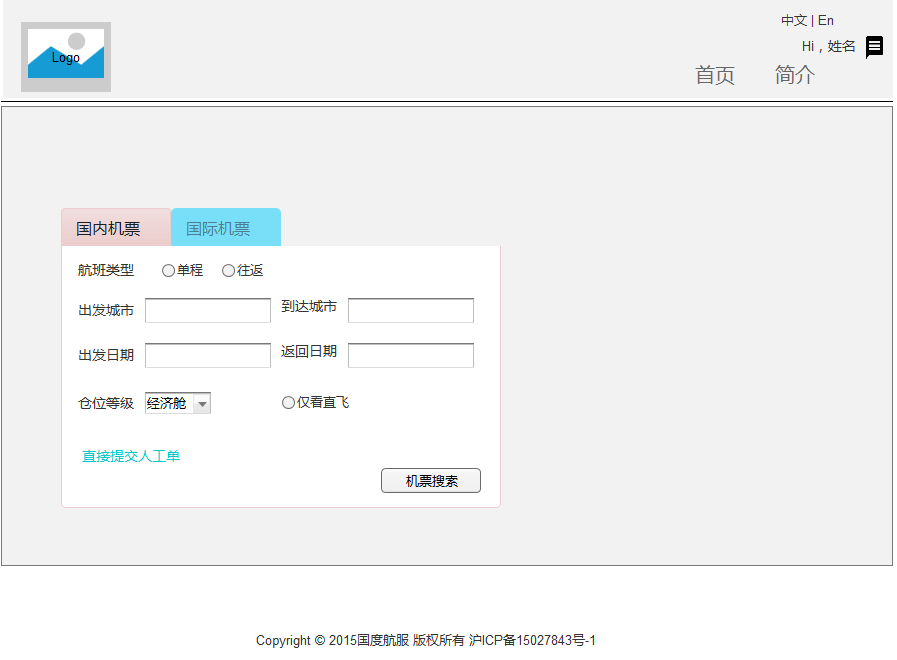 中文 | En
Logo
Hi，姓名
首页 简介
国内机票 国际机票
航班类型 单程 往返
出发城市 到达城市
出发日期 返回日期
仓位等级 经济舱 仅看直飞
直接提交人工单
机票搜索
Copyright © 2015国度航服 版权所有 沪ICP备15027843号-1